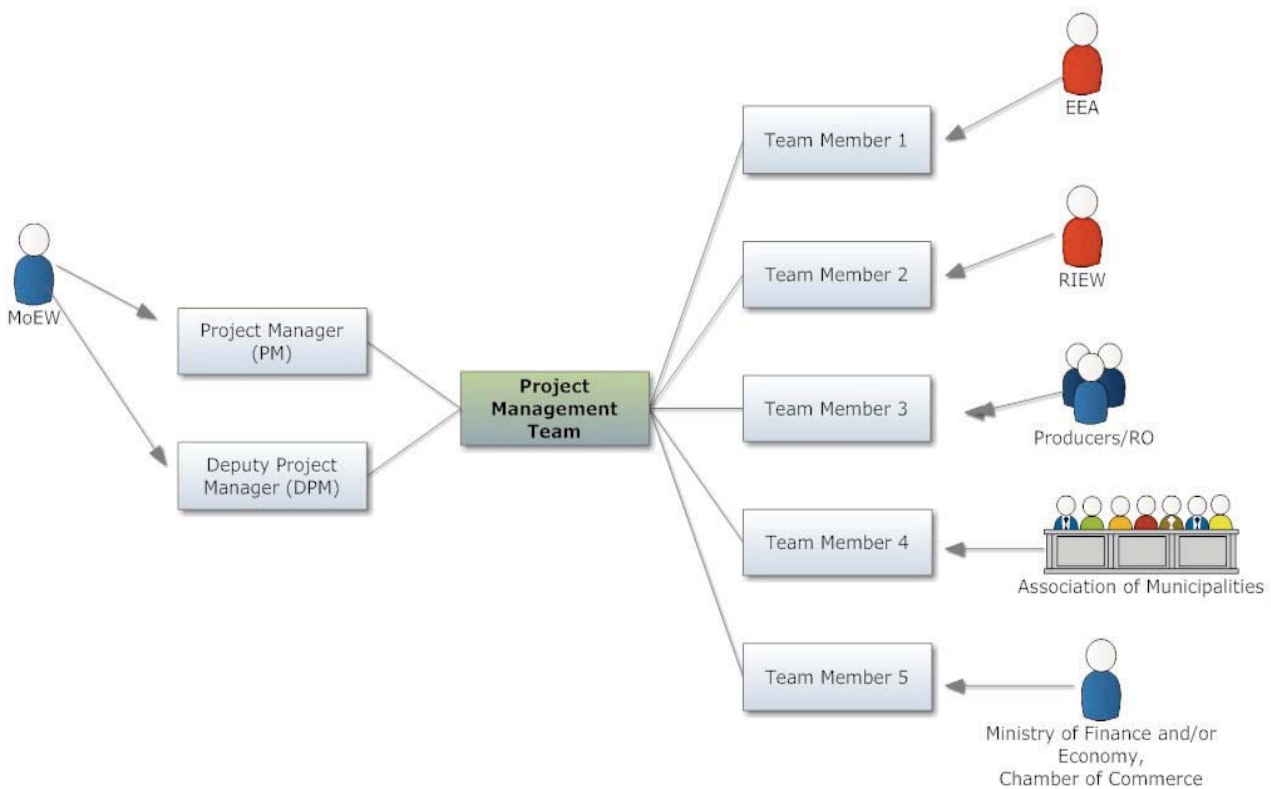 MoEW
Project Manager
(PM)
Deputy Project
Manager (DPM)
Project
Management
Team
Team Member 1
Team Member 2
Team Member 3
Team Member 4
Team Member 5
EEA
RIEW
Producers/RO
Association of Municipalities
Ministry of Finance and/or
Economy,
Chamber of Commerce